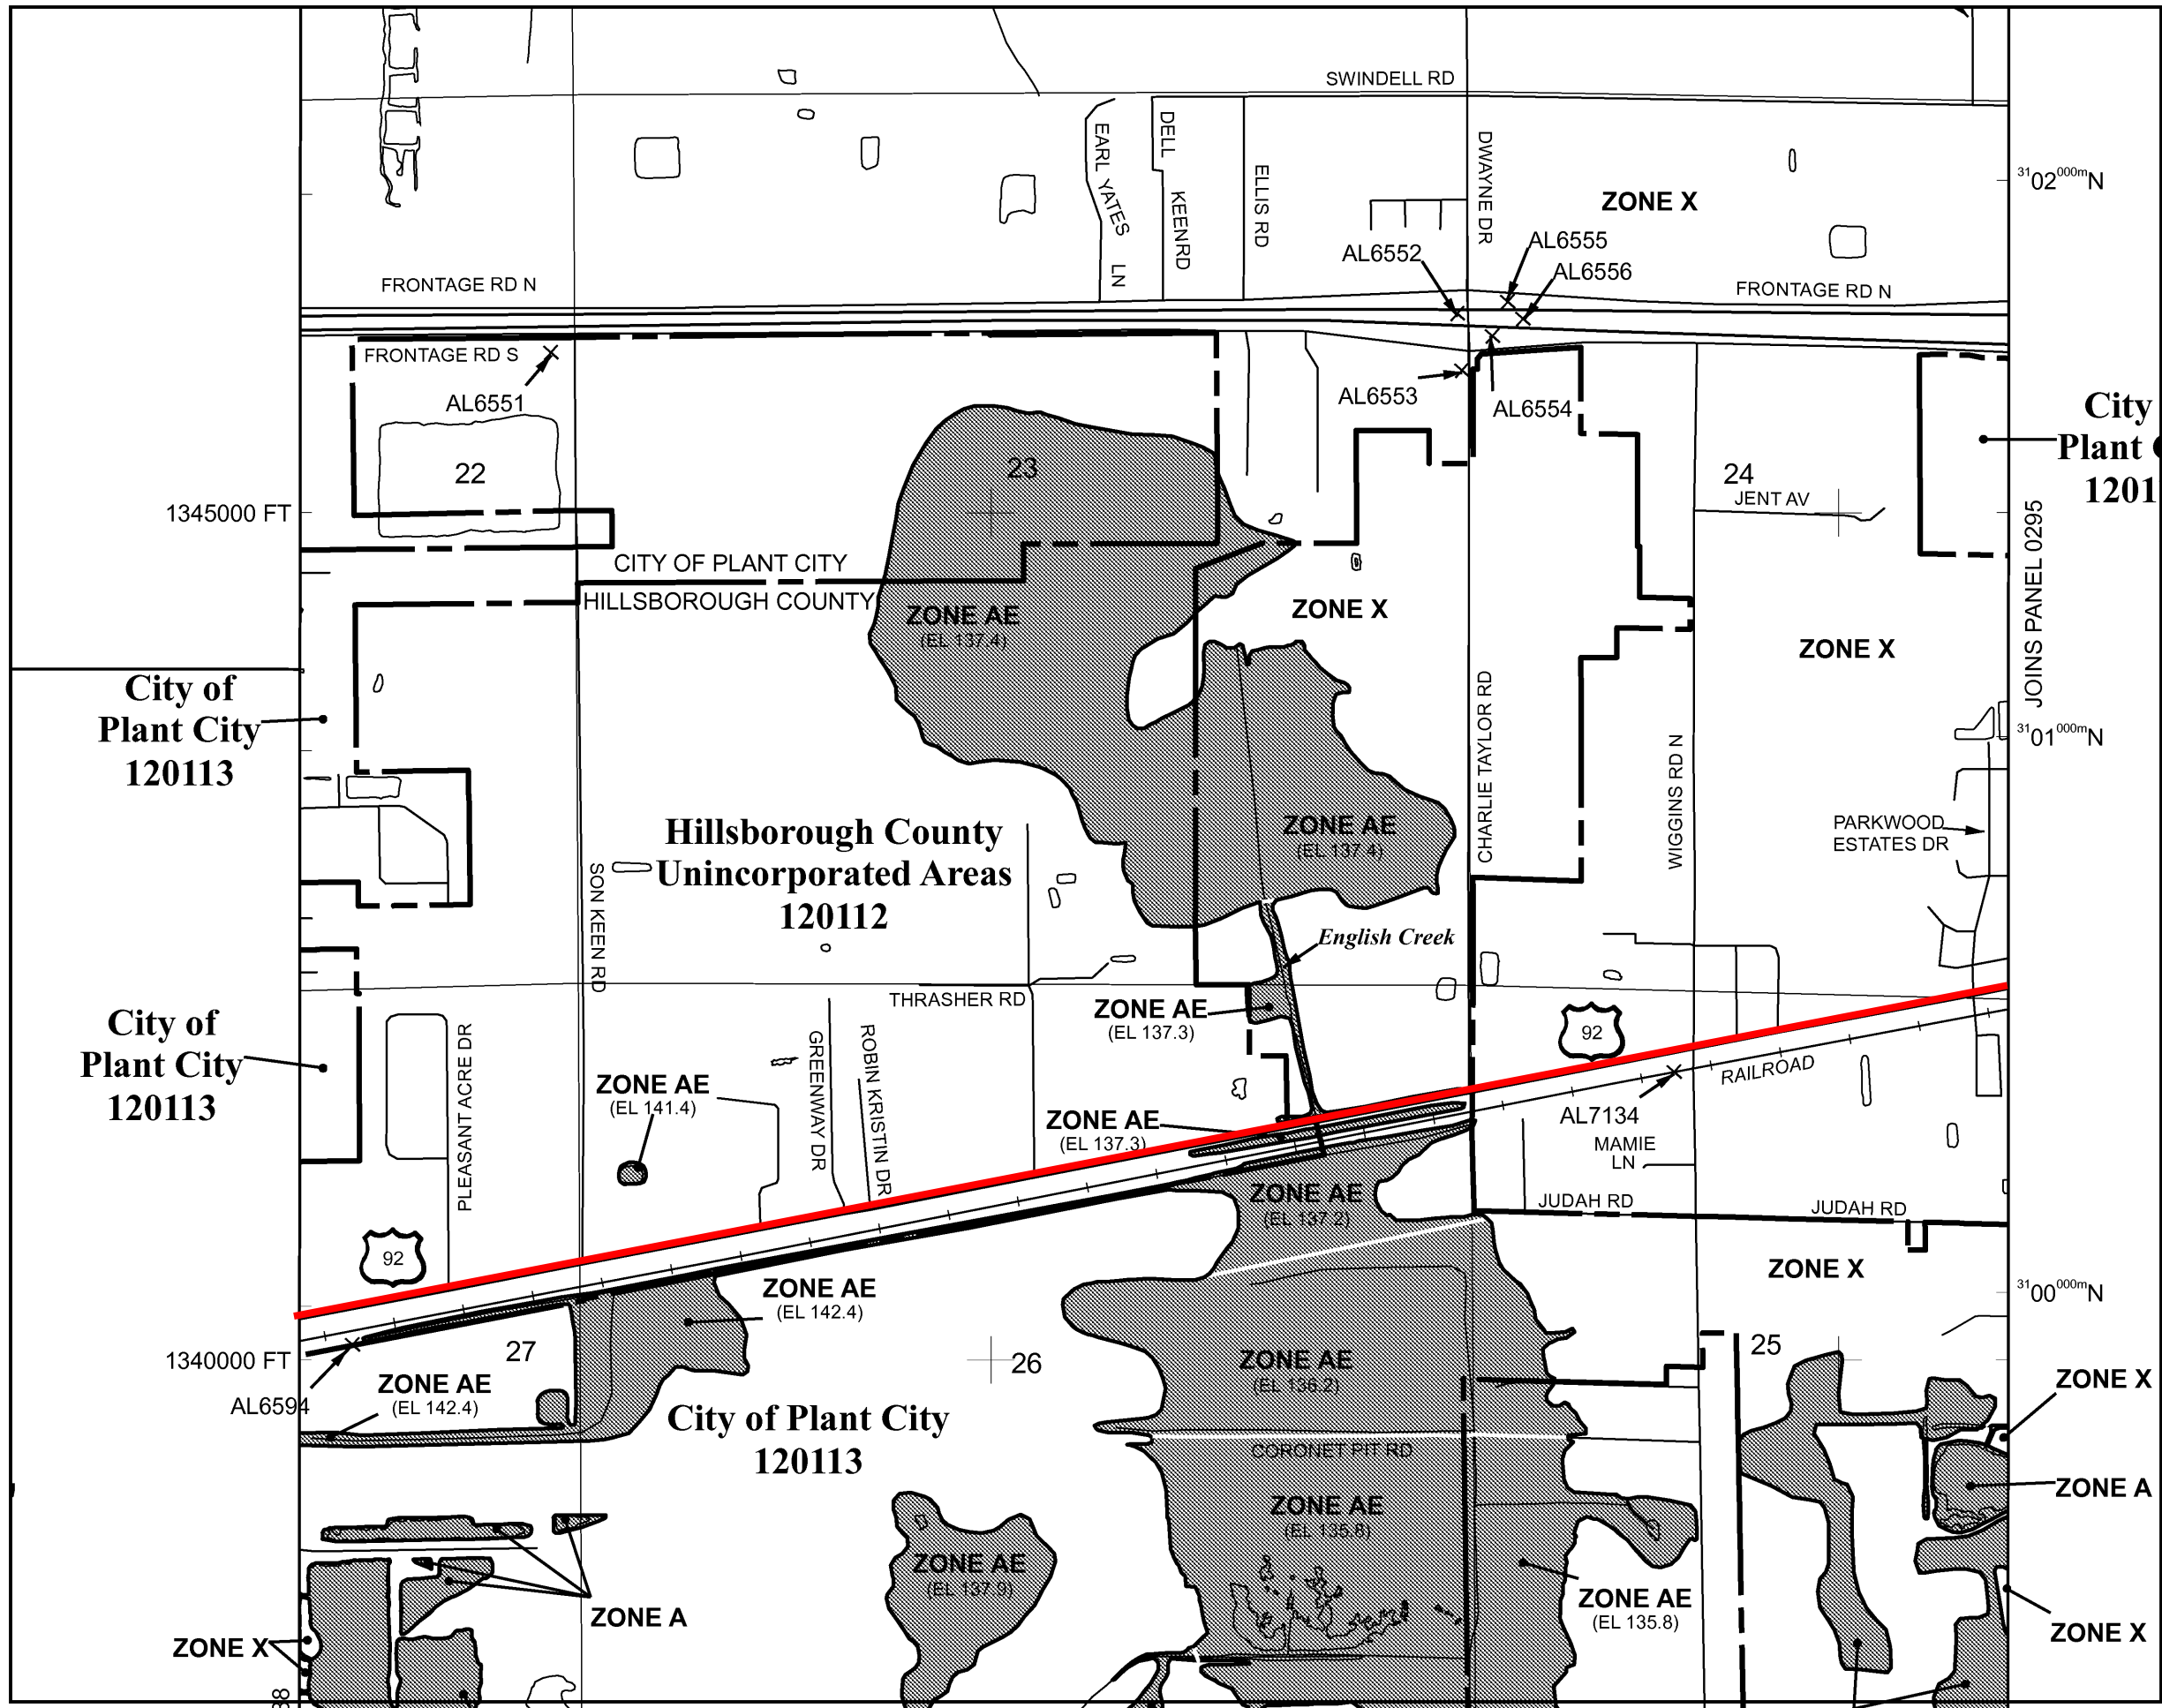 SWINDELL RD
EARL YATES LN
DELL KEENRD
ELLIS RD
DWAYNE DR
ZONE X
3102000mN
AL6552
AL6555
AL6556
FRONTAGE RD N
FRONTAGE RD N
FRONTAGE RD S
AL6551
AL6553
AL6554
City
Plant
1201
22
23
24
JENT AV
1345000 FT
JOINS PANEL 0295
CITY OF PLANT CITY
HILLSBOROUGH COUNTY
ZONE AE
(EL 137.4)
ZONE X
ZONE X
City of
Plant City
120113
CHARLIE TAYLOR RD
WIGGINS RD N
3101000mN
Hillsborough County
Unincorporated Areas
120112
ZONE AE
(EL 137.4)
PARKWOOD
ESTATES DR
SON KEEN RD
English Creek
THRASHER RD
ZONE AE
(EL 137.3)
City of
Plant City
120113
PLEASANT ACRE DR
GREENWAY DR
ROBIN KRISTIN DR
92
RAILROAD
ZONE AE
(EL 141.4)
ZONE AE
(EL 137.3)
AL7134
MAMIE
LN
ZONE AE
(EL 137.2)
JUDAH RD
JUDAH RD
92
ZONE X
ZONE AE
(EL 142.4)
3100000mN
1340000 FT
27
26
25
ZONE AE
(EL 136.2)
AL6594
ZONE AE
(EL 142.4)
ZONE X
City of Plant City
120113
CORONET PIT RD
ZONE A
ZONE AE
(EL 135.8)
ZONE AE
(EL 137.9)
ZONE AE
(EL 135.8)
ZONE A
ZONE X
ZONE X